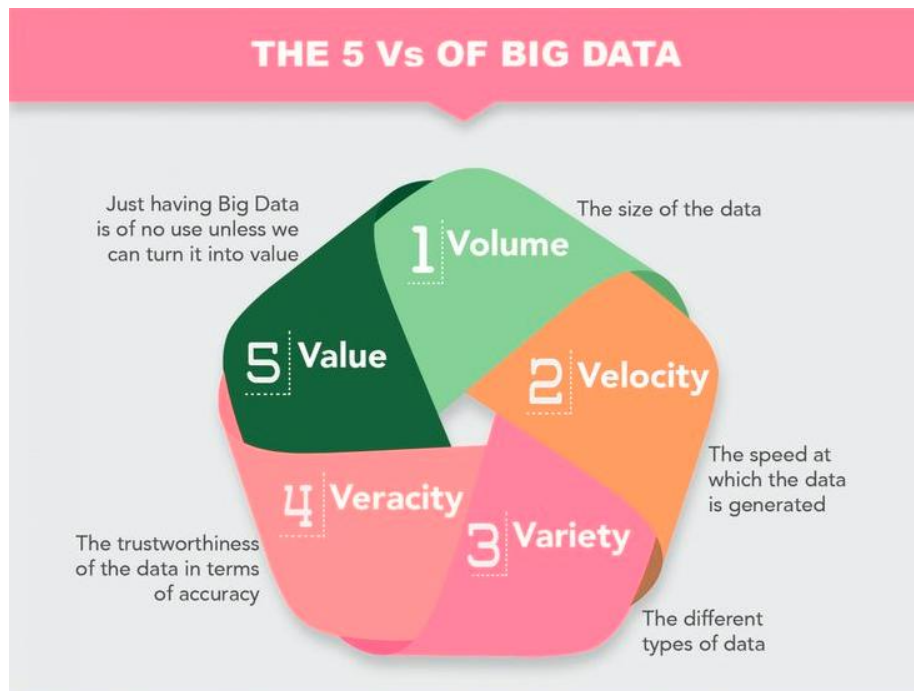 THE 5 Vs OF BIG DATA
1 Volume
The size of the data
2 Velocity
The speed at
which the data
is generated
3 Variety
The different
types of data
4 Veracity
The trustworthiness
of the data in terms
of accuracy
5 Value
Just having Big Data
is of no use unless we
can turn it into value